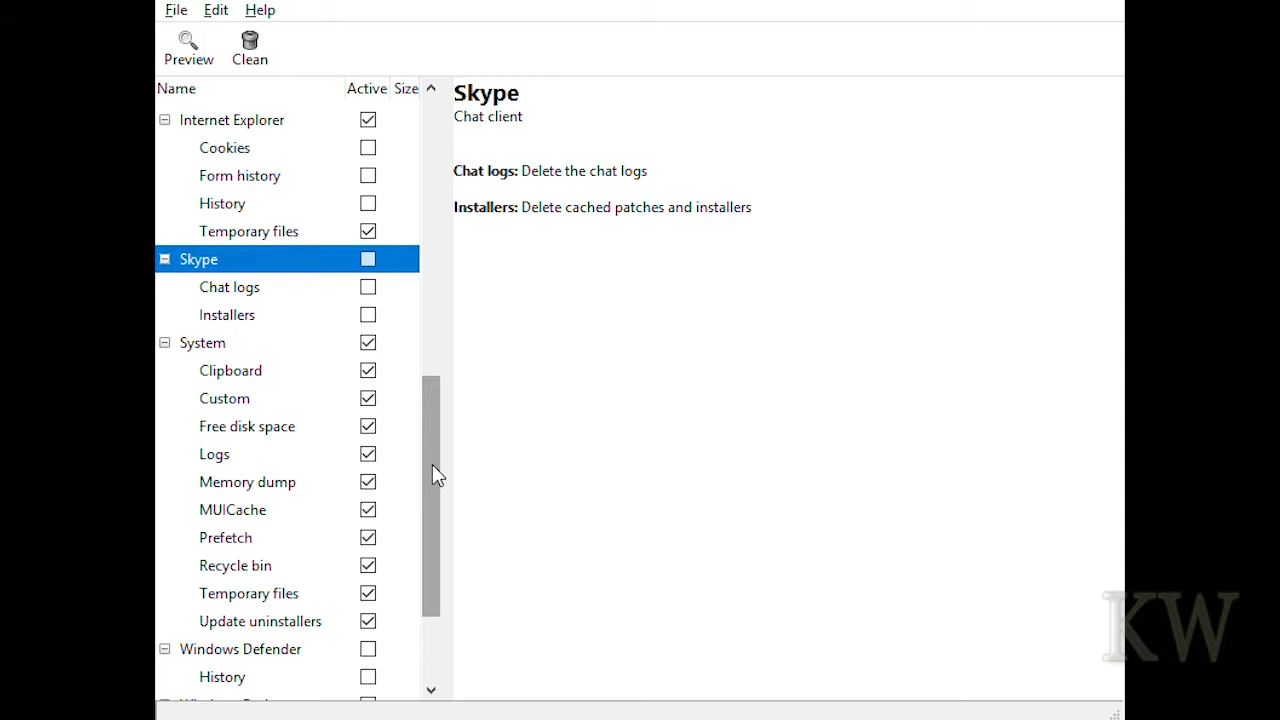 File Edit Help
Preview Clean
Name Active Size
Internet Explorer
Cookies
Form history
History
Temporary files
Skype
Chat logs
Installers
System
Clipboard
Custom
Free disk space
Logs
Memory dump
MUICache
Prefetch
Recycle bin
Temporary files
Update uninstallers
Windows Defender
History
Skype
Chat client
Chat logs: Delete the chat logs
Installers: Delete cached patches and installers
KW